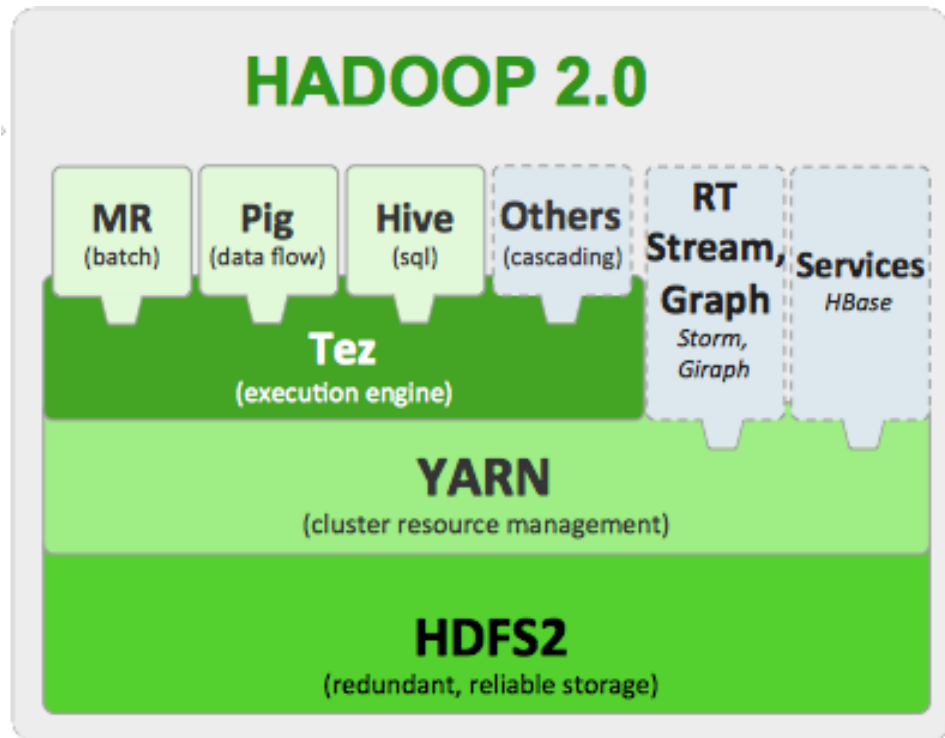 HADOOP 2.0
MR
(batch)
Pig
(data flow)
Hive
(sql)
Others
(cascading)
RT
Stream,
Graph
Storm,
Giraph
Services
HBase
Tez
(execution engine)
YARN
(cluster resource management)
HDFS2
(redundant, reliable storage)